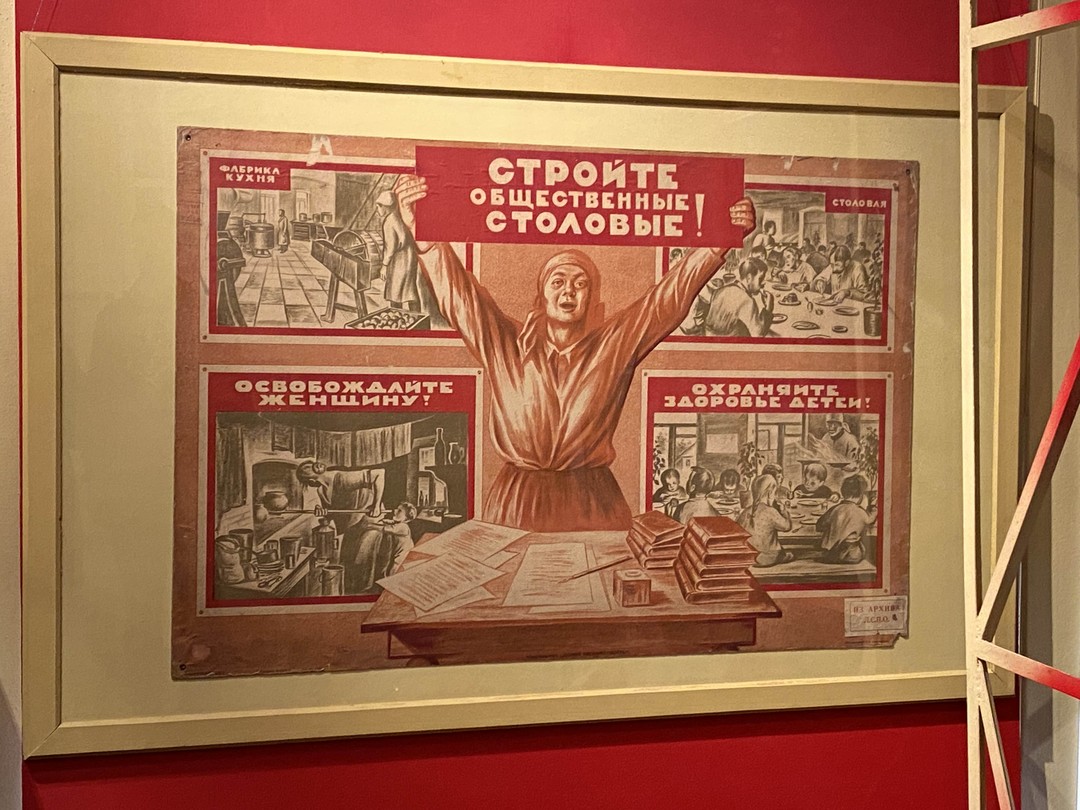 ФАБРИКА
КУХНЯ
СТРОЙТЕ
ОБЩЕСТВЕННЫЕ
СТОЛОВЫЕ!
СТОЛОВАЯ
ОСВОБОЖДАЙТЕ
ЖЕНЩИНУ!
ОХРАНЯЙТЕ
ЗДОРОВЬЕ ДЕТЕЙ!
ИЗ АРХИВА